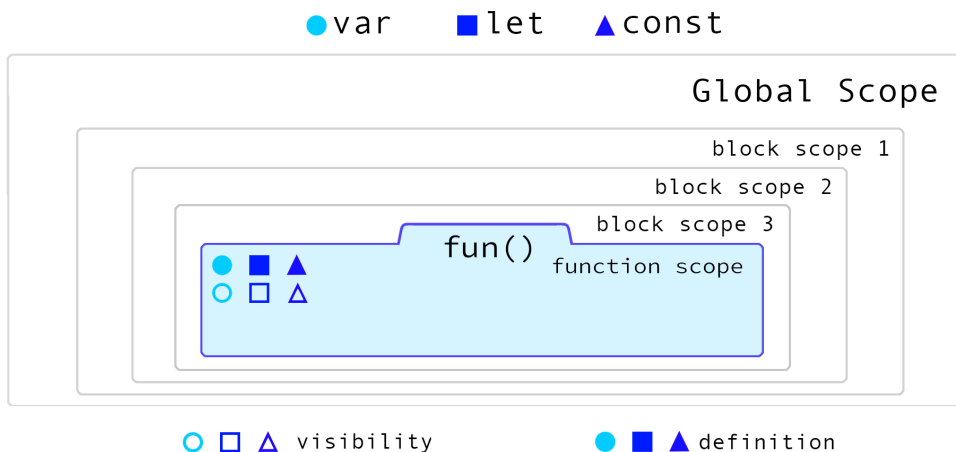 var let const
Global Scope
block scope 1
block scope 2
block scope 3
fun()
function scope
visibility definition